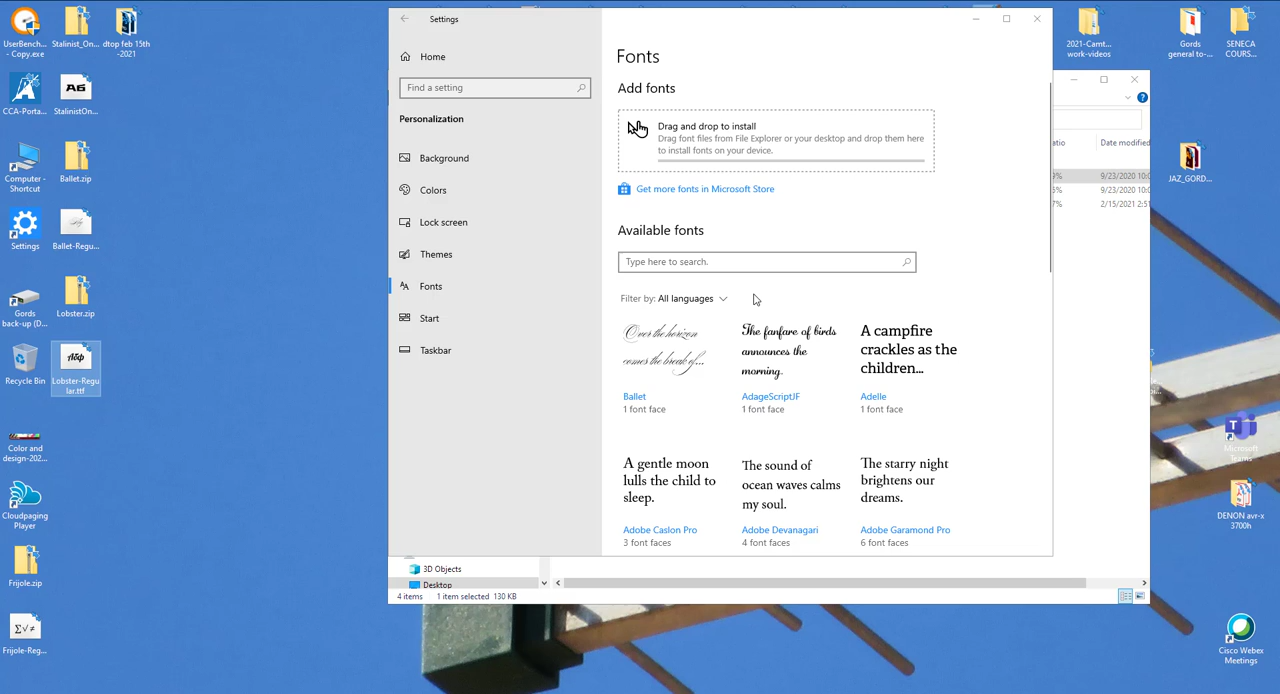 UserBench...
- Copy.exe
Stalinist_On...
dtop feb 15th
-2021
CCA-Porta...
Аб
StalinistOn...
Computer -
Shortcut
Ballet.zip
Settings
Ballet-Regu...
Gords
back-up (D...
Lobster.zip
Recycle Bin
Абф
Lobster-Regu
lar.ttf
Color and
design-202...
Cloudpaging
Player
Frijole.zip
∑√≠
Frijole-Reg...
Settings
Home
Find a setting
Personalization
Background
Colors
Lock screen
Themes
Fonts
Start
Taskbar
Fonts
Add fonts
Drag and drop to install
Drag font files from File Explorer or your desktop and drop them here
to install fonts on your device.
Get more fonts in Microsoft Store
Available fonts
Type here to search.
Filter by: All languages
Over the horizon
comes the break of...
Ballet
1 font face
The fanfare of birds
announces the
morning.
AdageScriptJF
1 font face
A campfire
crackles as the
children...
Adelle
1 font face
A gentle moon
lulls the child to
sleep.
Adobe Caslon Pro
3 font faces
The sound of
ocean waves calms
my soul.
Adobe Devanagari
4 font faces
The starry night
brightens our
dreams.
Adobe Garamond Pro
6 font faces
atio
Date modified
9%
9/23/2020 10:0
6%
9/23/2020 10:0
7%
2/15/2021 2:51
3D Objects
Desktop
4 items
1 item selected 130 KB
2021-Camt...
work-videos
Gords
general to-...
SENECA
COURS...
JAZ_GORD...
Microsoft
Teams
DENON avr-x
3700h
Cisco Webex
Meetings